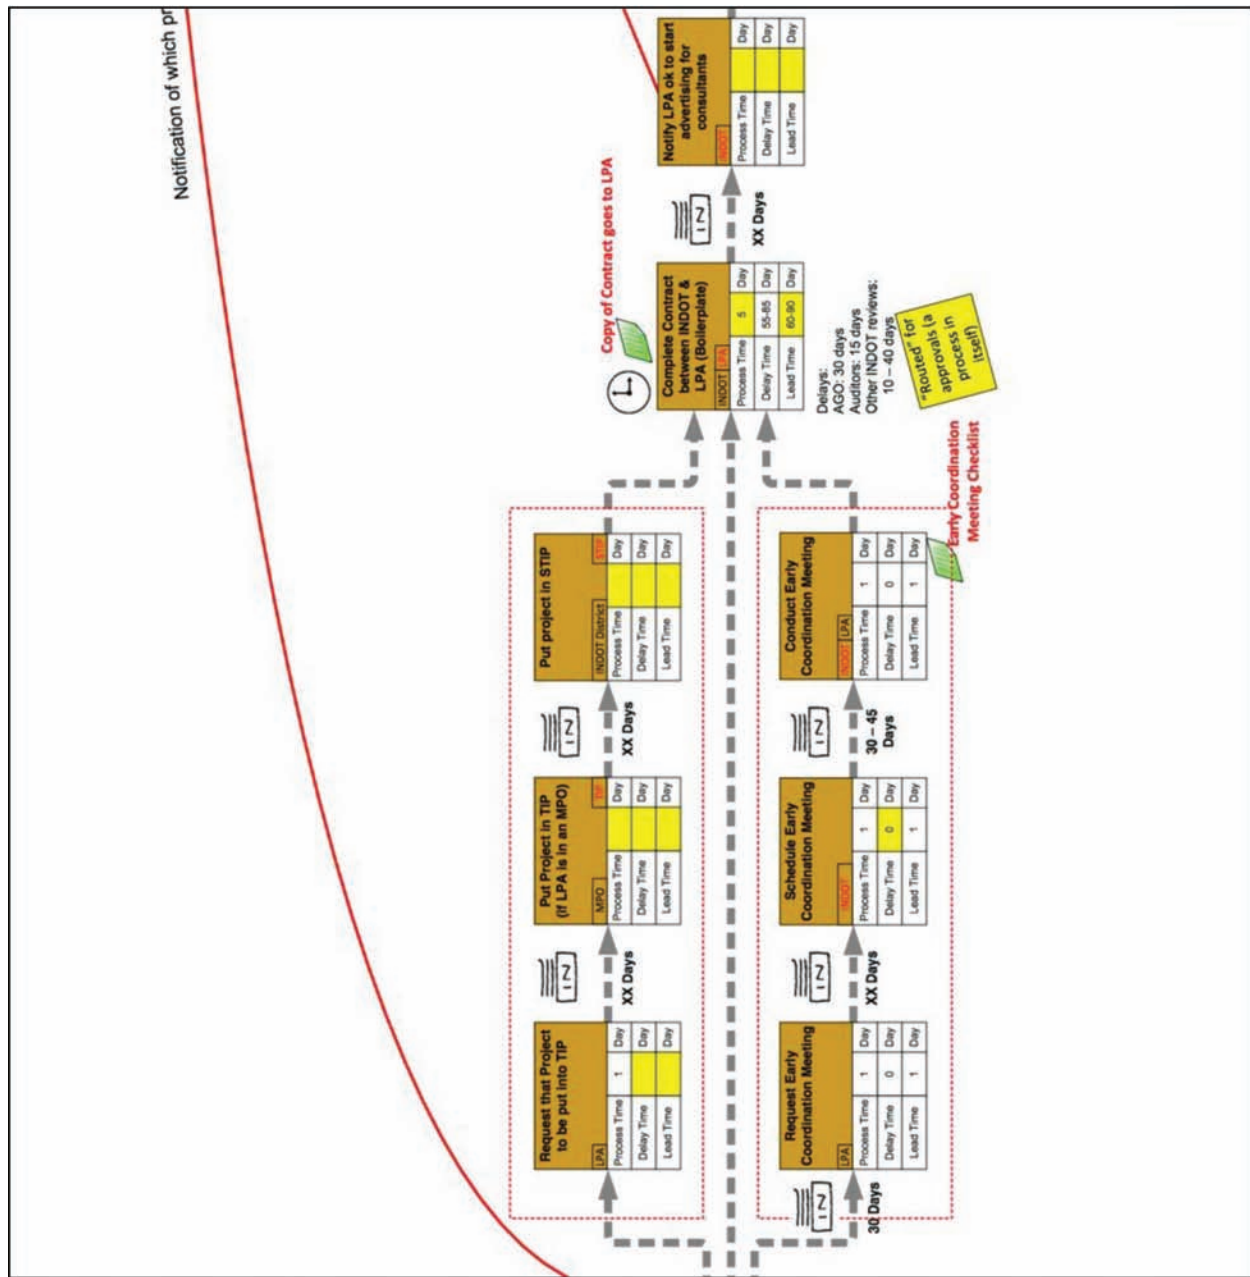 Notification of which pr
Request that Project
to be put into TIP
LPA
Process Time 1 Day
Delay Time Day
Lead Time Day
IN
XX Days
Put Project in TIP
(If LPA is in an MPO)
MPO TIP
Process Time Day
Delay Time Day
Lead Time Day
IN
XX Days
Put project in STIP
INDOT District STIP
Process Time Day
Delay Time Day
Lead Time Day
IN
30 Days
Request Early
Coordination Meeting
LPA
Process Time 1 Day
Delay Time 0 Day
Lead Time 1 Day
IN
XX Days
Schedule Early
Coordination Meeting
INDOT
Process Time 1 Day
Delay Time 0 Day
Lead Time 1 Day
IN
30 – 45
Days
Conduct Early
Coordination Meeting
INDOT LPA
Process Time 1 Day
Delay Time 0 Day
Lead Time 1 Day
Early Coordination
Meeting Checklist
Copy of Contract goes to LPA
Complete Contract
between INDOT &
LPA (Boilerplate)
INDOT LPA
Process Time 5 Day
Delay Time 55-85 Day
Lead Time 60-90 Day
Delays:
AGO: 30 days
Auditors: 15 days
Other INDOT reviews:
10 – 40 days
"Routed" for
approvals (a
process in
itself)
IN
XX Days
Notify LPA ok to start
advertising for
consultants
INDOT
Process Time Day
Delay Time Day
Lead Time Day